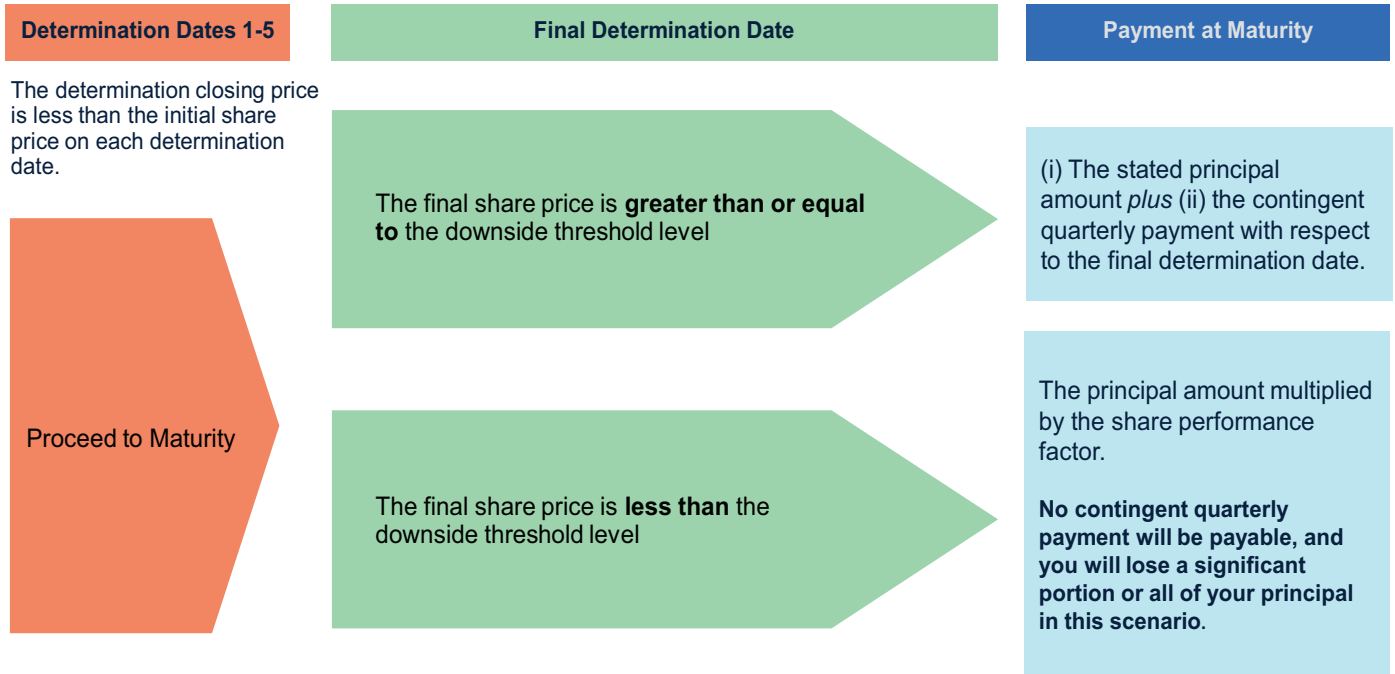 Determination Dates 1-5
Final Determination Date
Payment at Maturity
The determination closing price
is less than the initial share
price on each determination
date.
Proceed to Maturity
The final share price is greater than or equal
to the downside threshold level
(i) The stated principal
amount plus (ii) the contingent
quarterly payment with respect
to the final determination date.
The final share price is less than the
downside threshold level
The principal amount multiplied
by the share performance
factor.
No contingent quarterly
payment will be payable, and
you will lose a significant
portion or all of your principal
in this scenario.